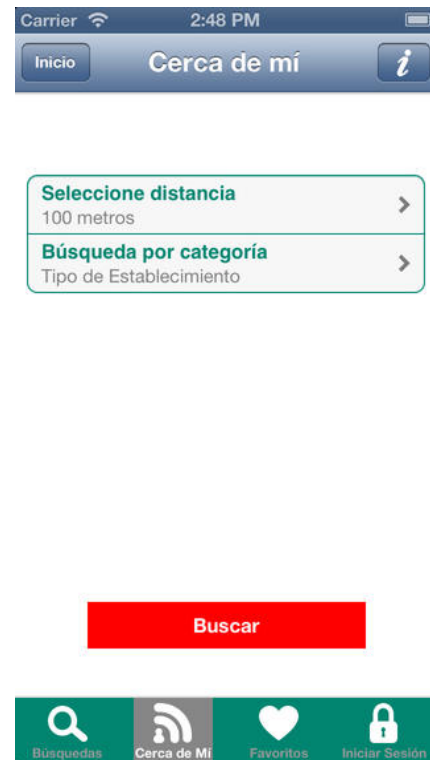 Carrier 2:48 PM
Inicio Cerca de mí i
Seleccione distancia
100 metros
Búsqueda por categoría
Tipo de Establecimiento
Buscar
Búsquedas Cerca de Mí Favoritos Iniciar Sesión